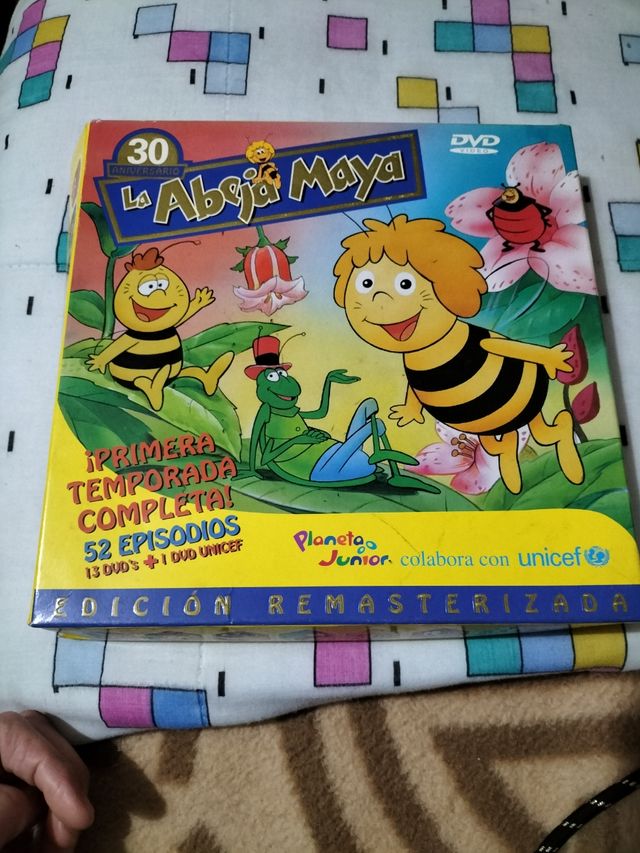 30
ANIVERSARIO
La Abeja Maya
DVD
VIDEO
¡PRIMERA
TEMPORADA
COMPLETA!
52 EPISODIOS
13 DVD'S + 1 DVD UNICEF
Planeta
Junior colabora con unicef
EDICIÓN REMASTERIZADA